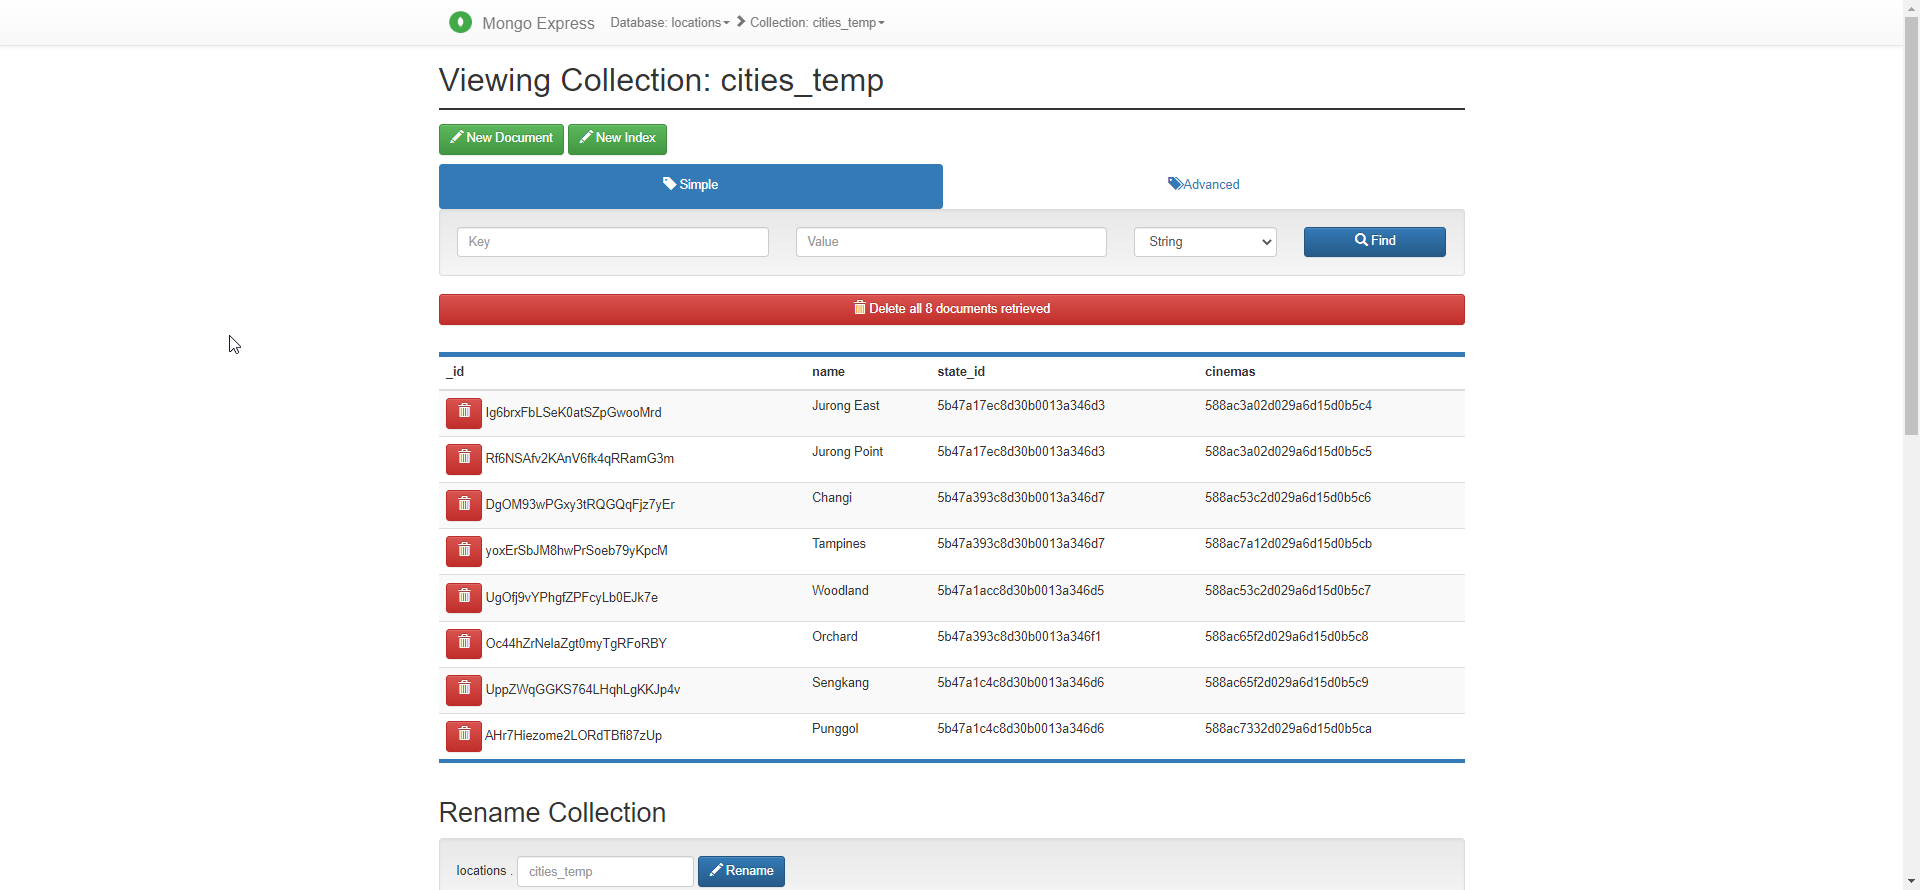 Mongo Express Database: locations Collection: cities_temp
Viewing Collection: cities_temp
New Document New Index
Simple Advanced
Key Value String Find
Delete all 8 documents retrieved
_id name state_id cinemas
Ig6brxFbLSeK0atSZpGwooMrd Jurong East 5b47a17ec8d30b0013a346d3 588ac3a02d029a6d15d0b5c4
Rf6NSAfv2KAnV6fk4qRRamG3m Jurong Point 5b47a17ec8d30b0013a346d3 588ac3a02d029a6d15d0b5c5
DgOM93wPGxy3tRQGQqFjz7yEr Changi 5b47a393c8d30b0013a346d7 588ac53c2d029a6d15d0b5c6
yoxErSbJM8hwPrSoeb79yKpcM Tampines 5b47a393c8d30b0013a346d7 588ac7a12d029a6d15d0b5cb
UgOfj9vYPhgfZPFcyLb0EJk7e Woodland 5b47a1acc8d30b0013a346d5 588ac53c2d029a6d15d0b5c7
Oc44hZrNelaZgt0myTgRFoRBY Orchard 5b47a393c8d30b0013a346f1 588ac65f2d029a6d15d0b5c8
UppZWqGGKS764LHqhLgKKJp4v Sengkang 5b47a1c4c8d30b0013a346d6 588ac65f2d029a6d15d0b5c9
AHr7Hiezome2LORdTBfi87zUp Punggol 5b47a1c4c8d30b0013a346d6 588ac7332d029a6d15d0b5ca
Rename Collection
locations . cities_temp Rename